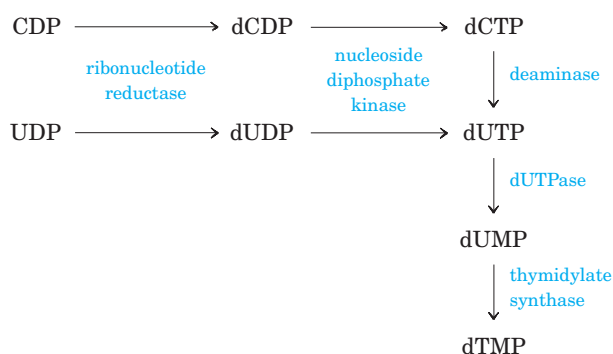 CDP dCDP dCTP
ribonucleotide
reductase
nucleoside
diphosphate
kinase
deaminase
UDP dUDP dUTP
dUTPase
dUMP
thymidylate
synthase
dTMP